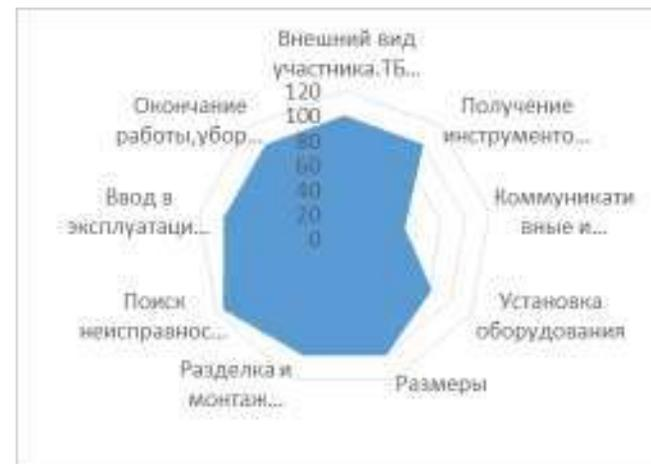 Внешний вид
участника.ТБ...
120
100
80
60
40
20
0
Получение
инструменто...
Коммуникати
вные и...
Установка
оборудования
Размеры
Разделка и
монтаж...
Поиск
неисправнос...
Ввод в
эксплуатаци...
Окончание
работы,убор...